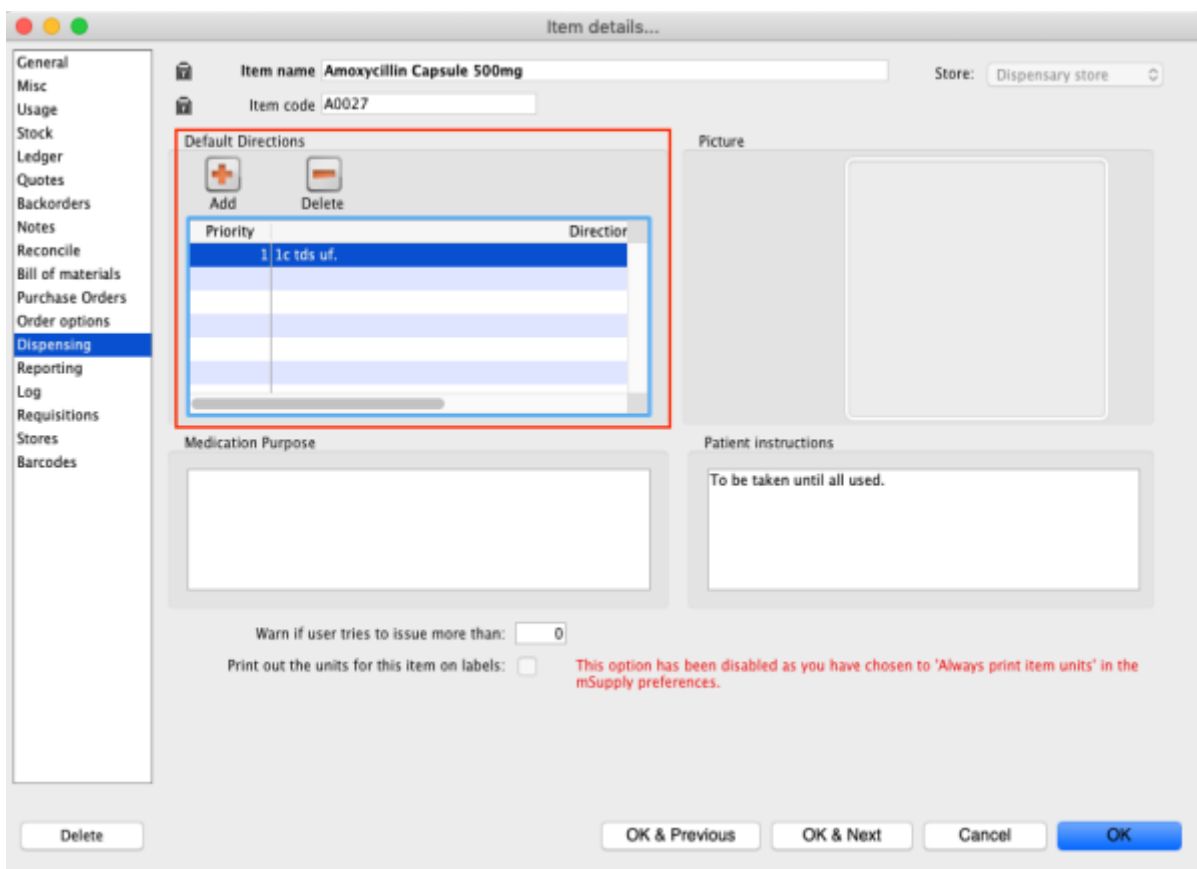 Item details...
General
Misc
Usage
Stock
Ledger
Quotes
Backorders
Notes
Reconcile
Bill of materials
Purchase Orders
Order options
Dispensing
Reporting
Log
Requisitions
Stores
Barcodes
Item name Amoxycillin Capsule 500mg
Store: Dispensary store
Item code A0027
Default Directions
Add Delete
Priority Direction
1 1c tds uf.
Picture
Medication Purpose
Patient instructions
To be taken until all used.
Warn if user tries to issue more than: 0
Print out the units for this item on labels:
This option has been disabled as you have chosen to 'Always print item units' in the
mSupply preferences.
Delete OK & Previous OK & Next Cancel OK